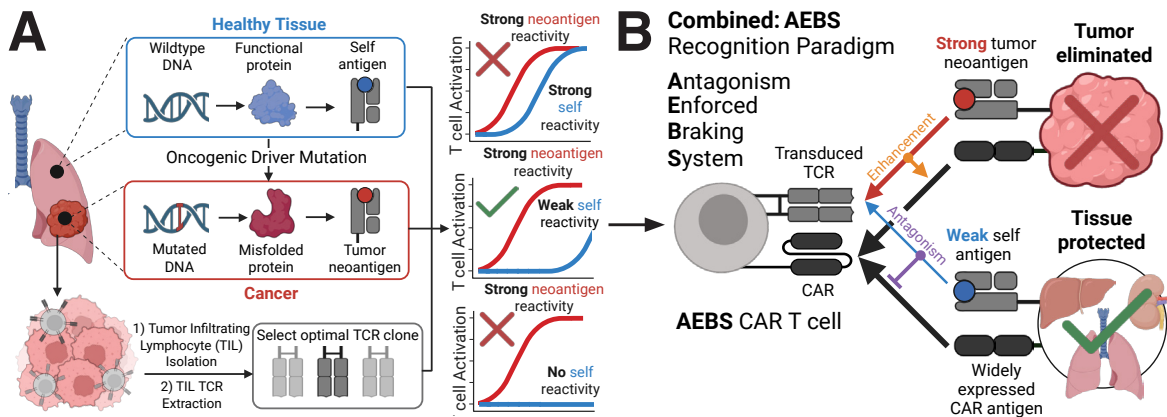 A
Healthy Tissue
Wildtype
DNA
Functional
protein
Self
antigen
Oncogenic Driver Mutation
Mutated
DNA
Misfolded
protein
Tumor
neoantigen
Cancer
1) Tumor Infiltrating
Lymphocyte (TIL)
Isolation
2) TIL TCR
Extraction
Select optimal TCR clone
T cell Activation
Strong neoantigen
reactivity
Strong
self
reactivity
T cell Activation
Strong neoantigen
reactivity
Weak self
reactivity
T cell Activation
Strong neoantigen
reactivity
No self
reactivity
B
Combined: AEBS
Recognition Paradigm
Antagonism
Enforced
Braking
System
Transduced
TCR
CAR
AEBS CAR T cell
Enhancement
Antagonism
Strong tumor
neoantigen
Tumor
eliminated
Weak self
antigen
Tissue
protected
Widely
expressed
CAR antigen